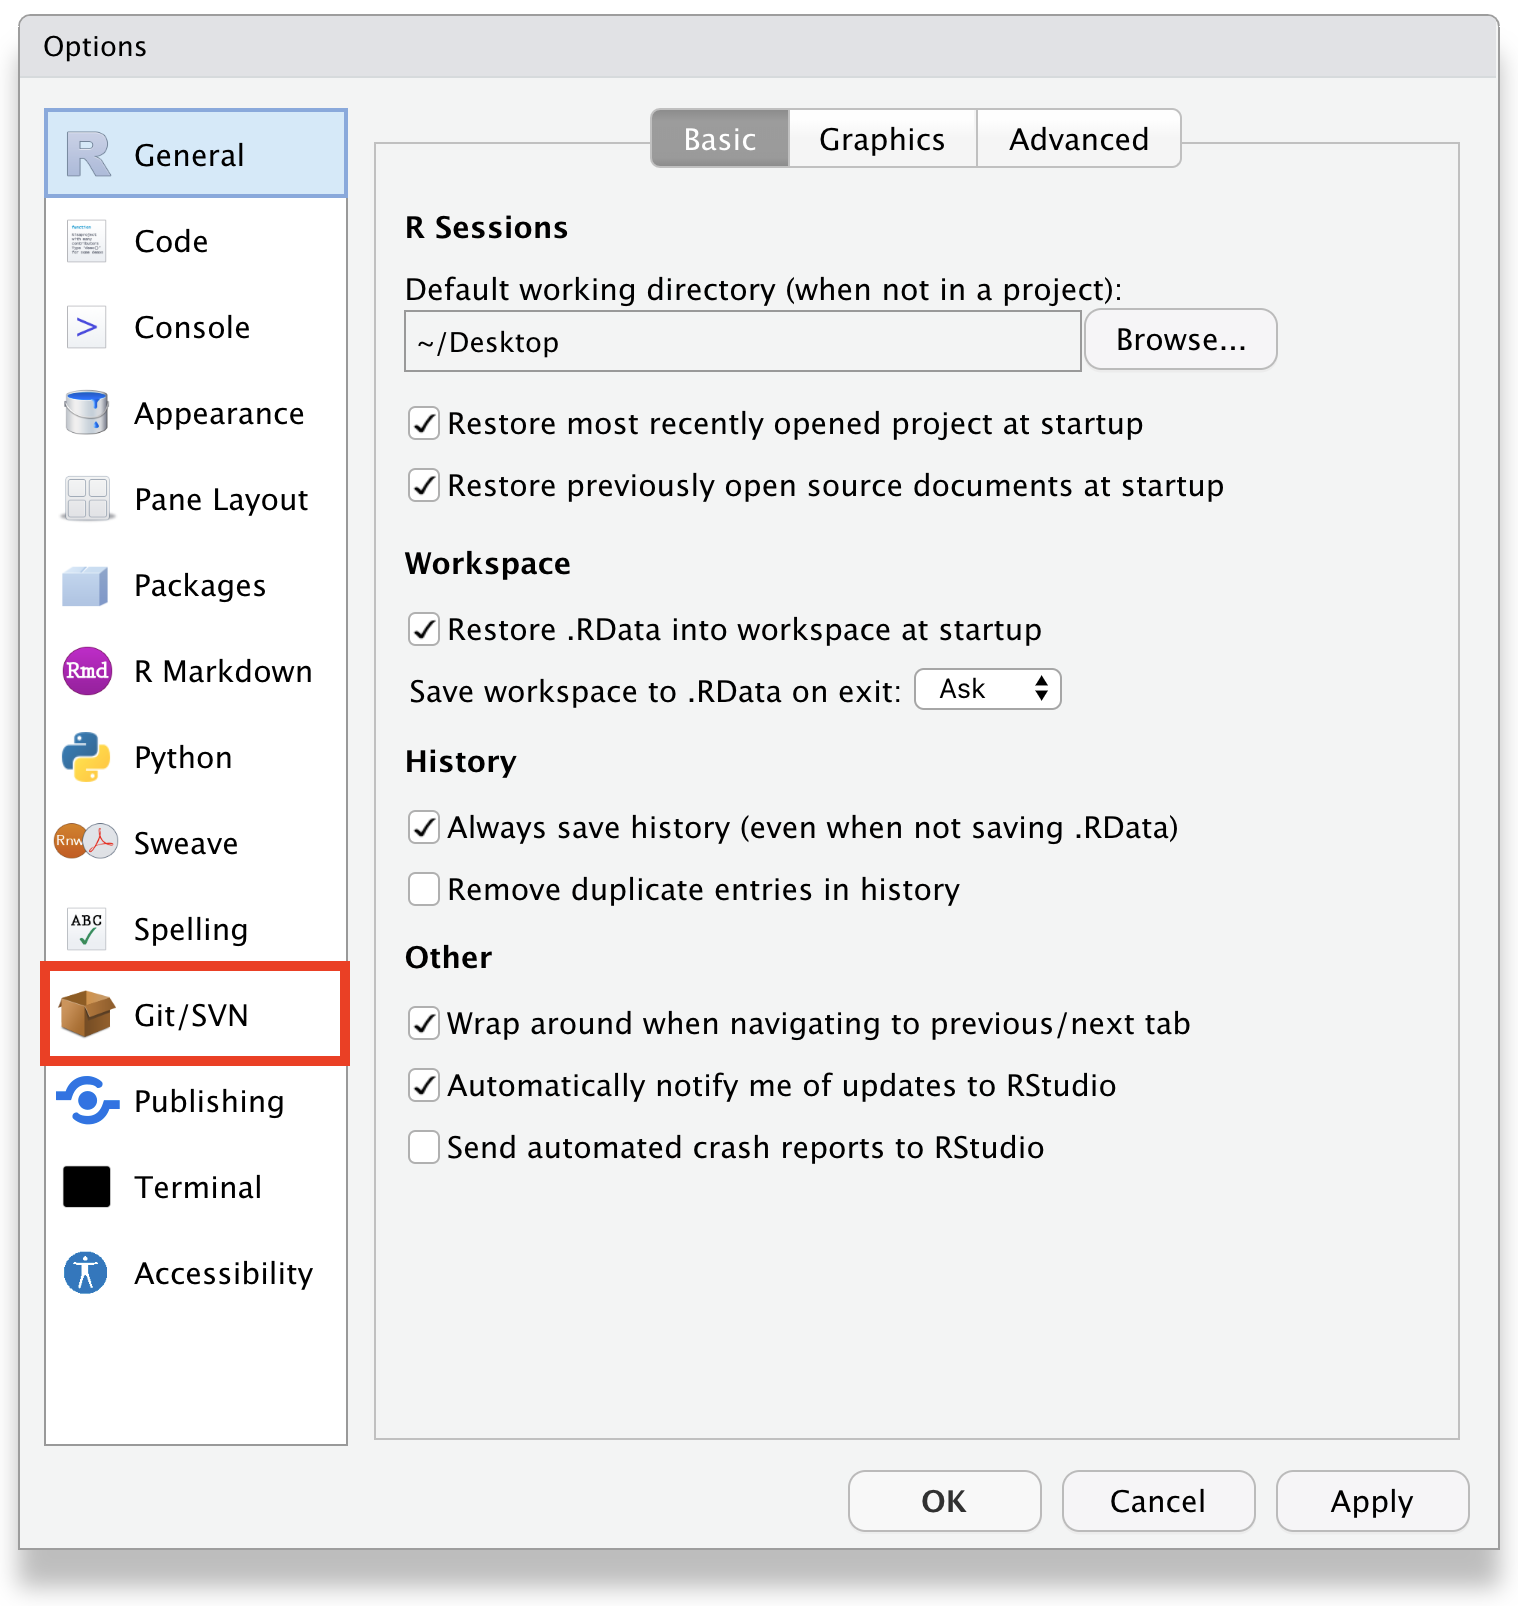 Options
General
Code
Console
Appearance
Pane Layout
Packages
Rmd
R Markdown
Python
Rnw
Sweave
ABC
Spelling
Git/SVN
Publishing
Terminal
Accessibility
Basic Graphics Advanced
R Sessions
Default working directory (when not in a project):
~/Desktop
Browse...
Restore most recently opened project at startup
Restore previously open source documents at startup
Workspace
Restore .RData into workspace at startup
Save workspace to .RData on exit: Ask
History
Always save history (even when not saving .RData)
Remove duplicate entries in history
Other
Wrap around when navigating to previous/next tab
Automatically notify me of updates to RStudio
Send automated crash reports to RStudio
OK Cancel Apply